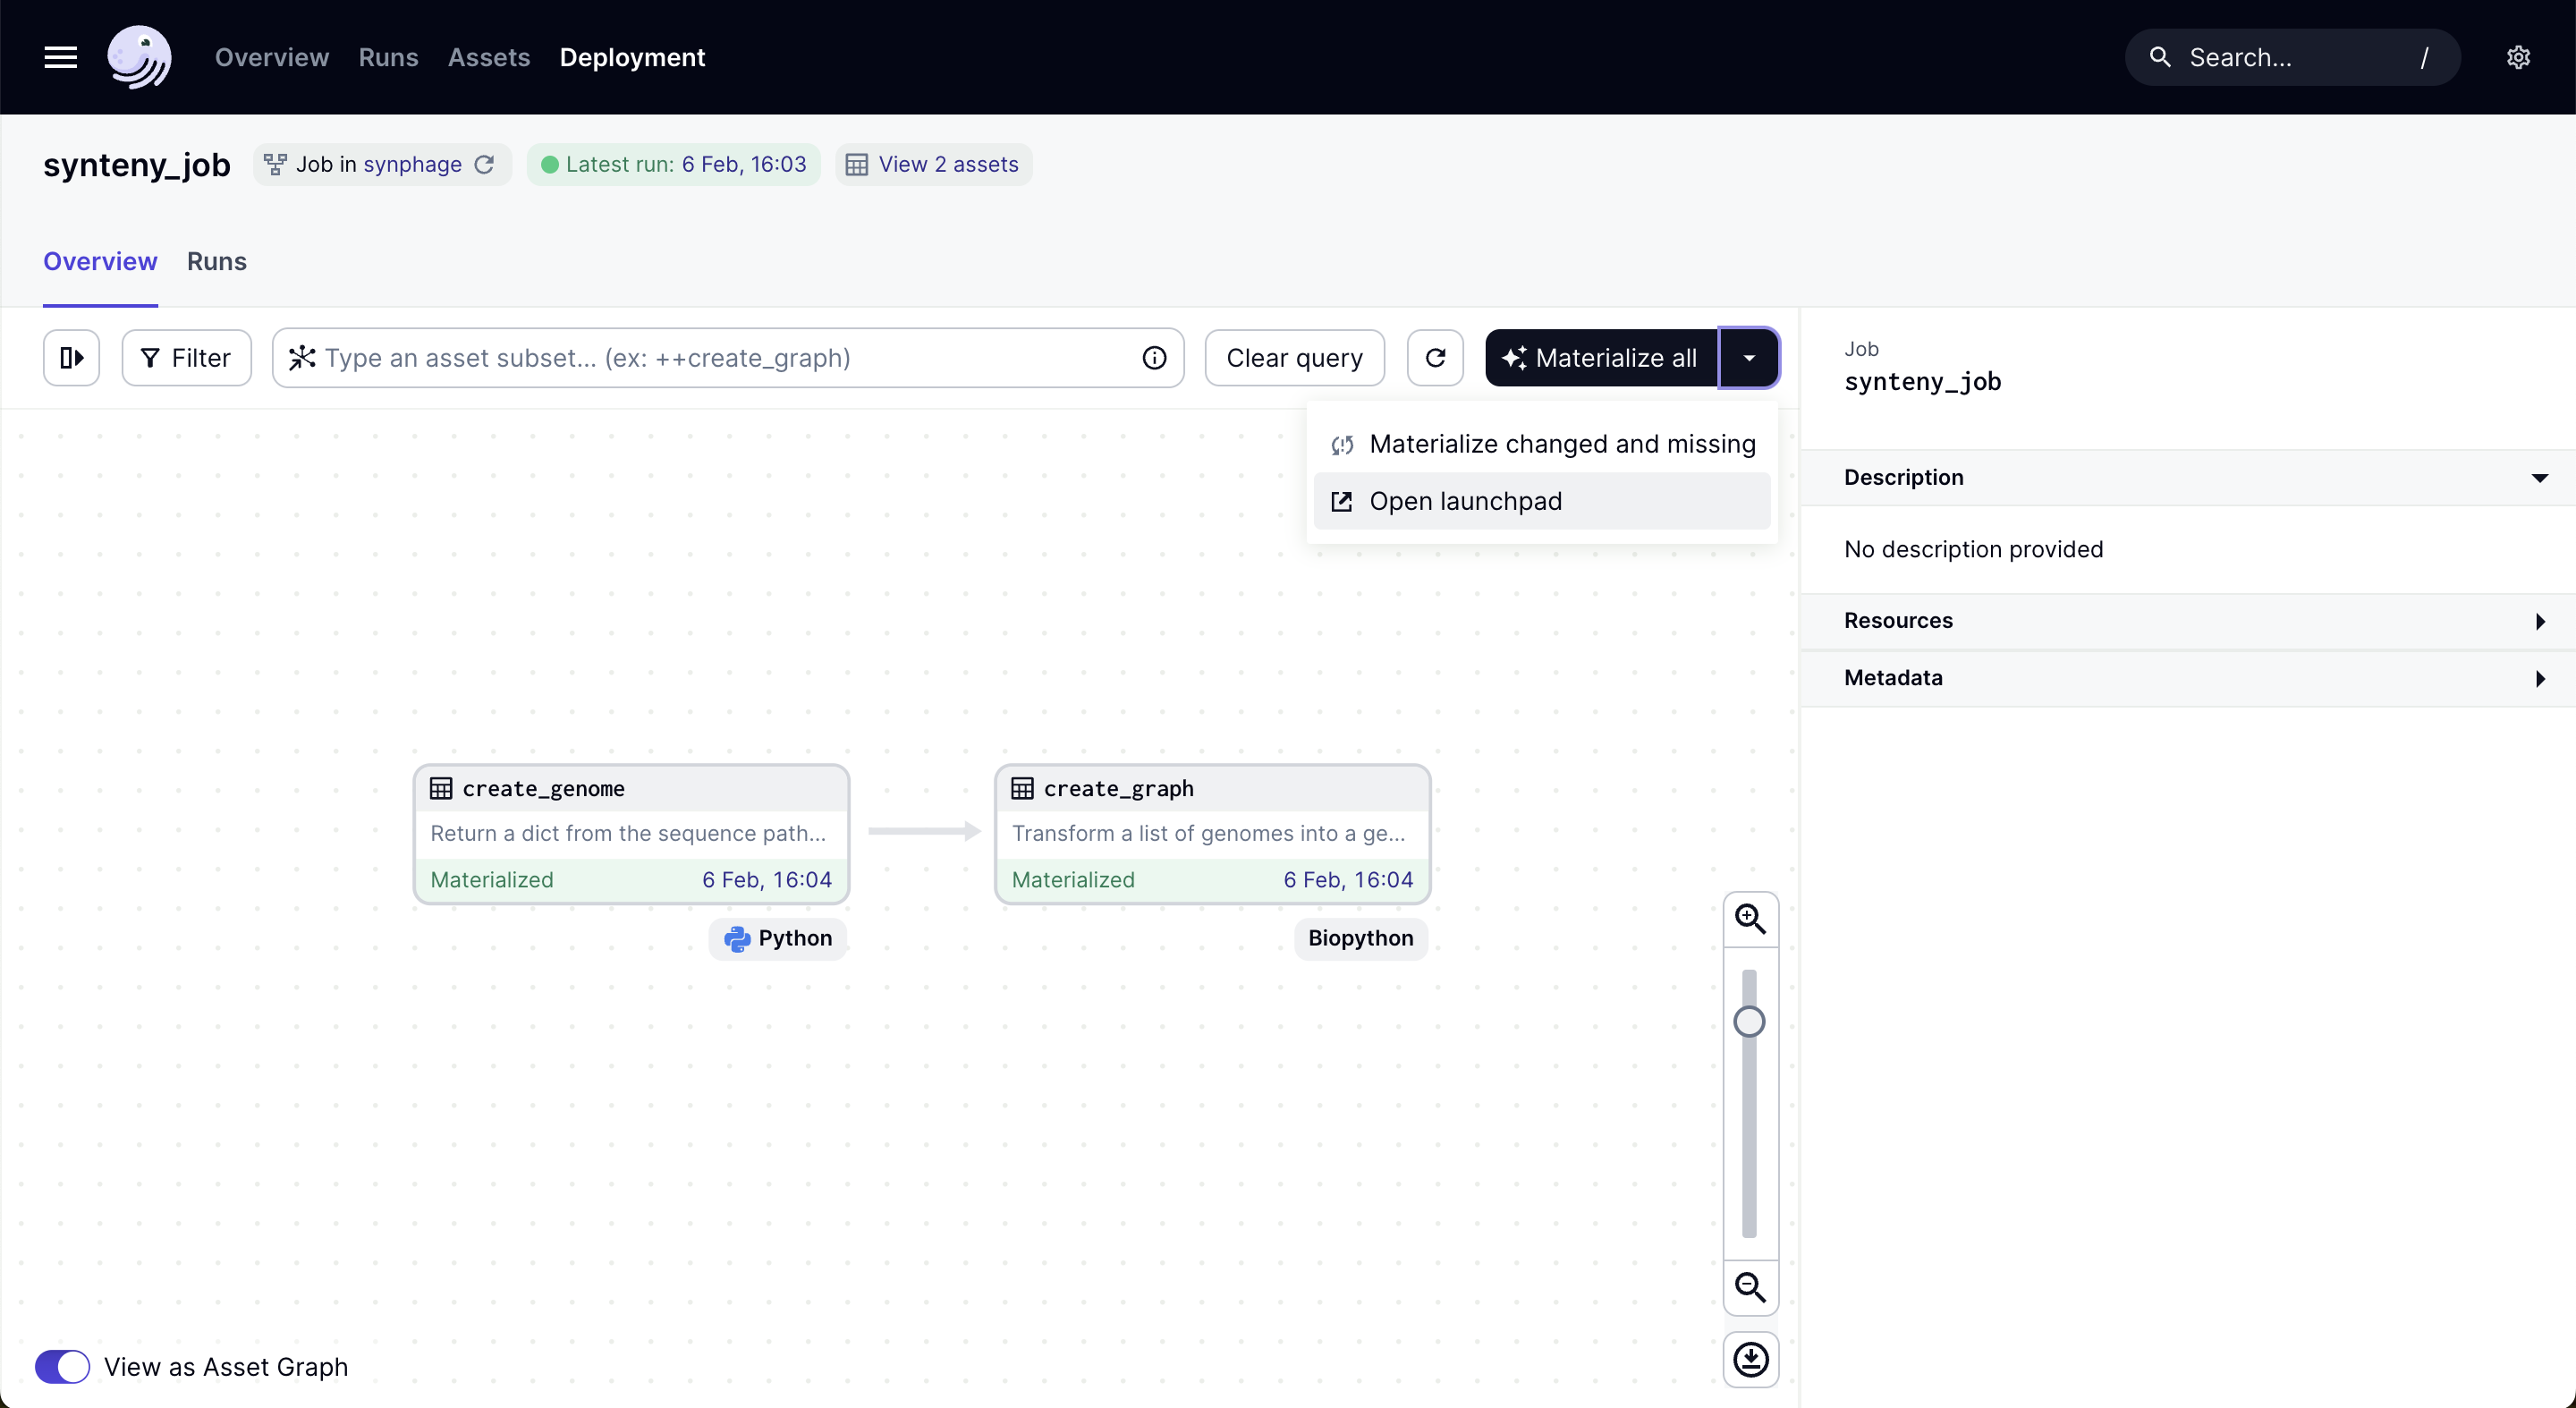 Overview Runs Assets Deployment Search... /
synteny_job Job in synphage Latest run: 6 Feb, 16:03 View 2 assets
Overview Runs
Filter Type an asset subset... (ex: ++create_graph) Clear query Materialize all
Materialize changed and missing
Open launchpad
create_genome
Return a dict from the sequence path...
Materialized 6 Feb, 16:04
Python
create_graph
Transform a list of genomes into a ge...
Materialized 6 Feb, 16:04
Biopython
View as Asset Graph
Job
synteny_job
Description
No description provided
Resources
Metadata